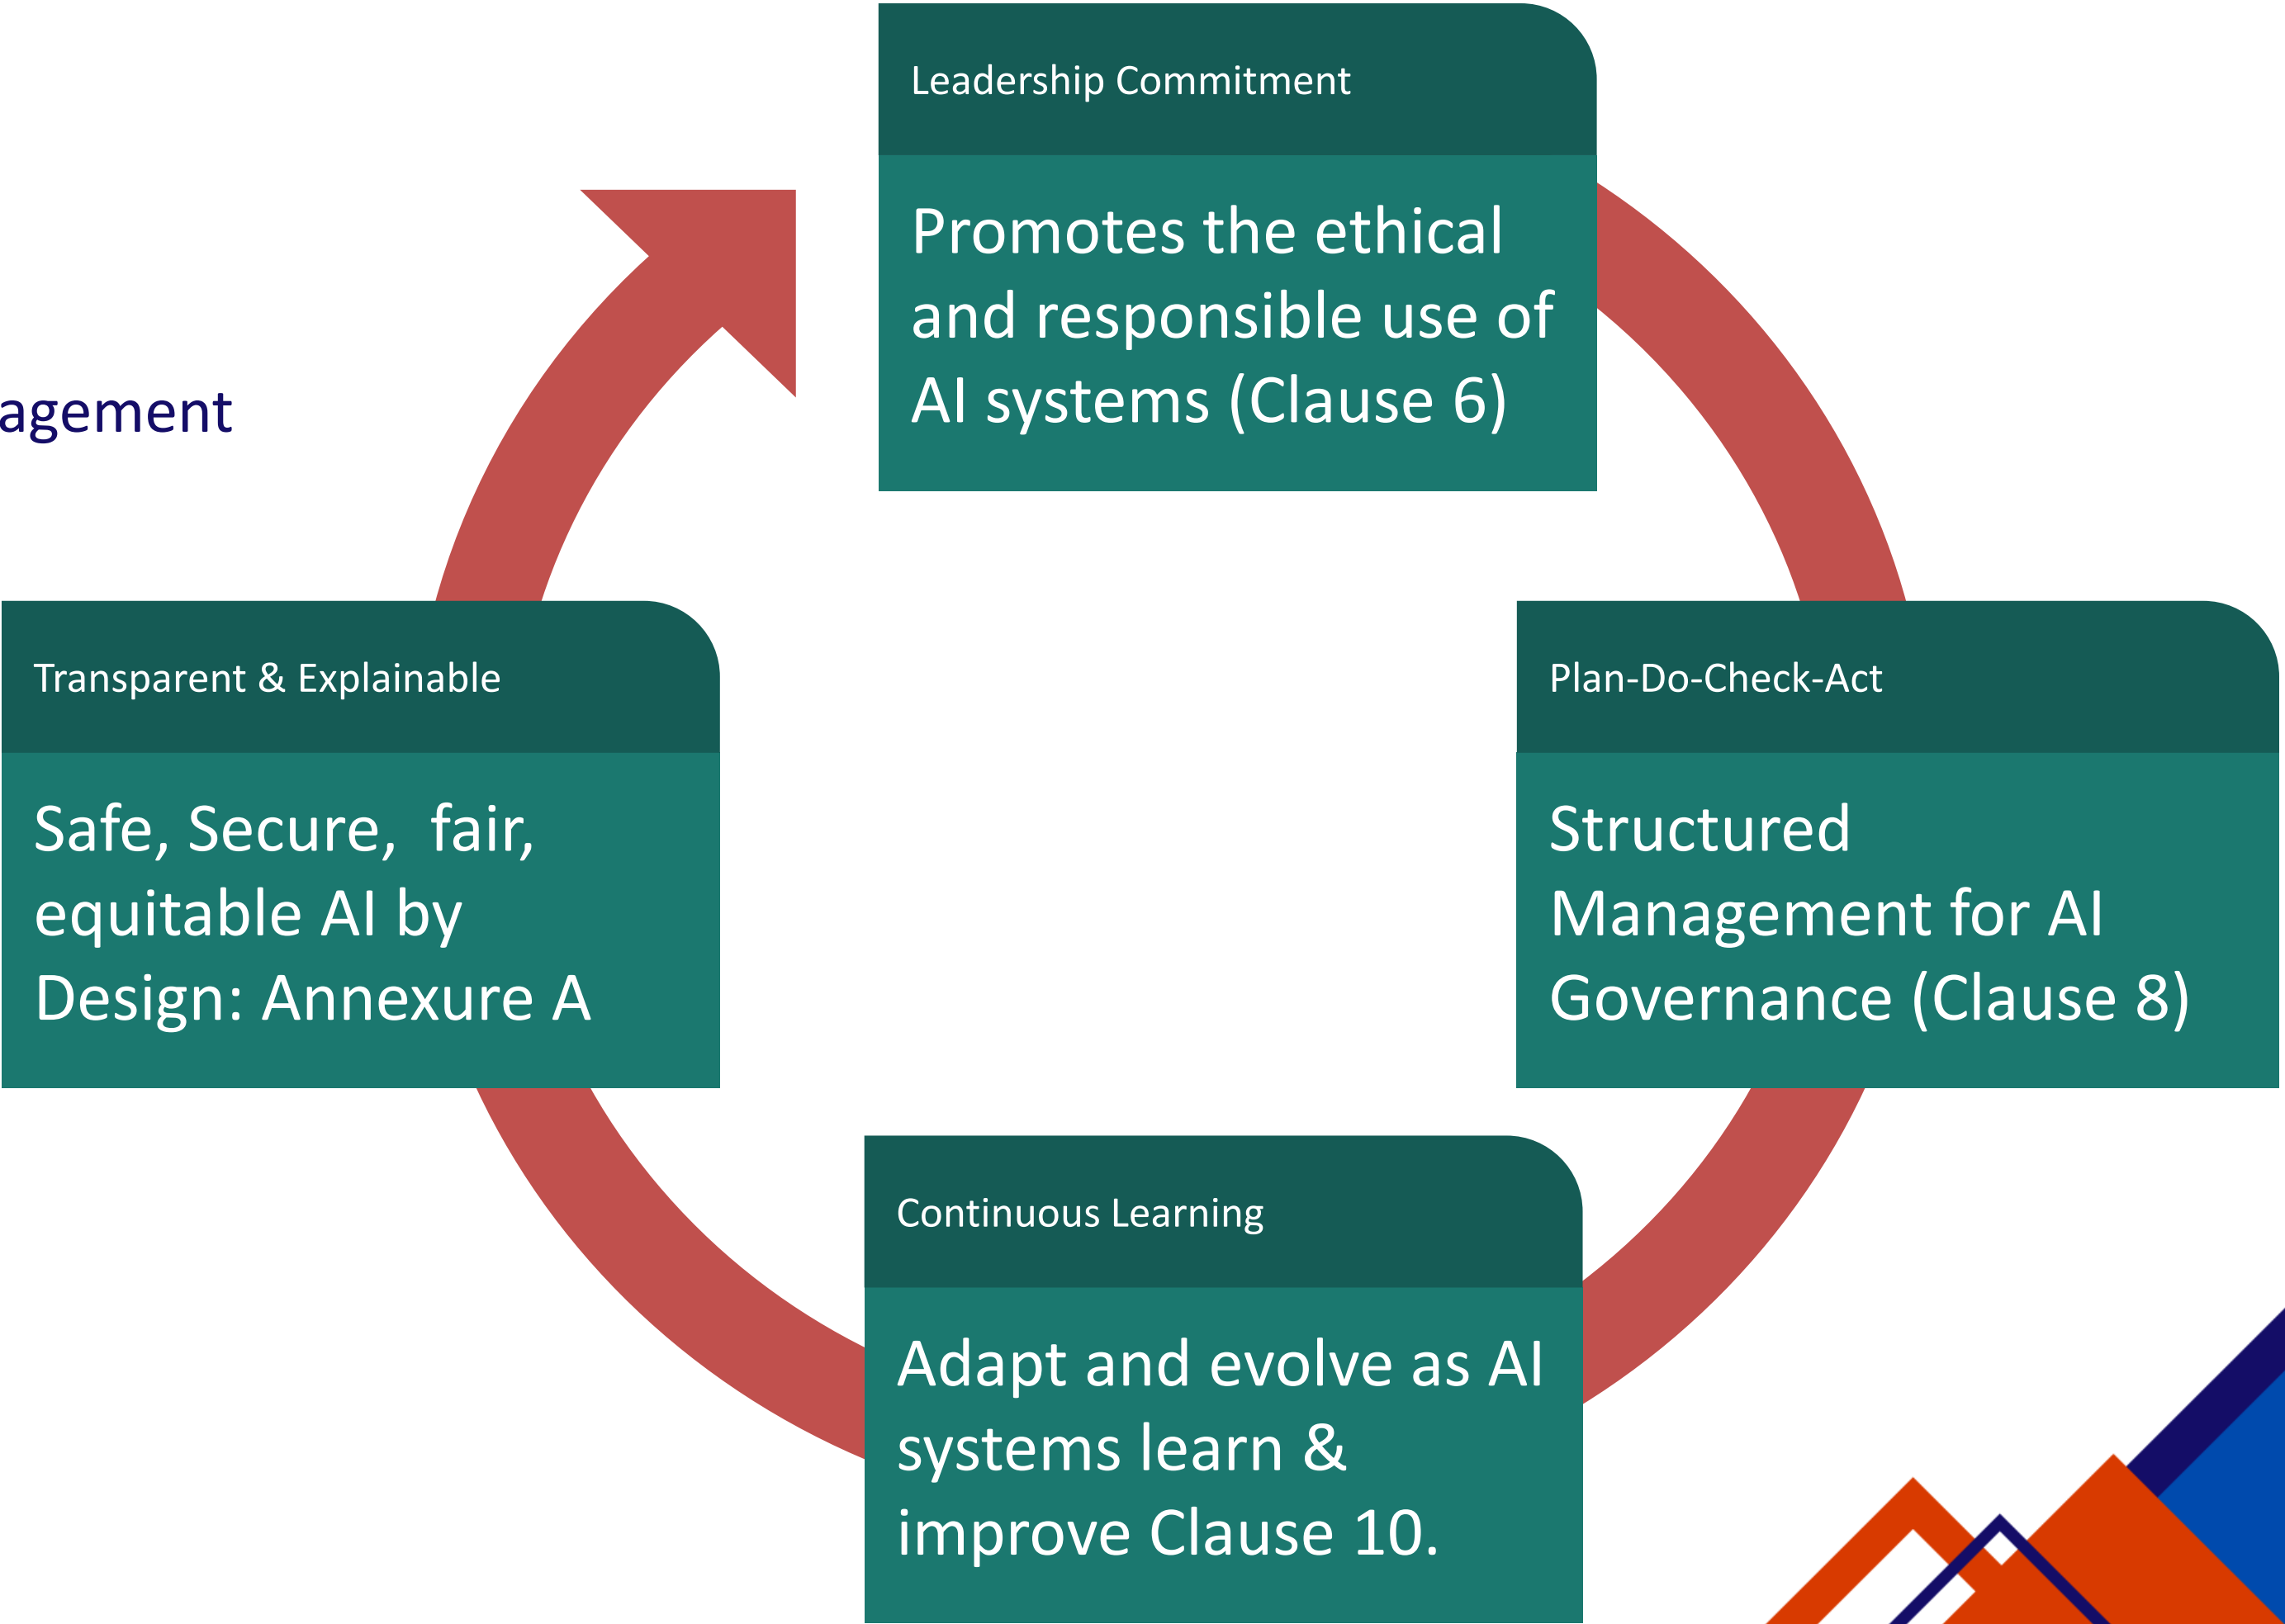 Leadership Commitment
Promotes the ethical
and responsible use of
AI systems (Clause 6)
agement
Transparent & Explainable
Safe, Secure,  fair,
equitable AI by
Design: Annexure A
Plan-Do-Check-Act
Structured
Management for AI
Governance (Clause 8)
Continuous Learning
Adapt and evolve as AI
systems learn &
improve Clause 10.